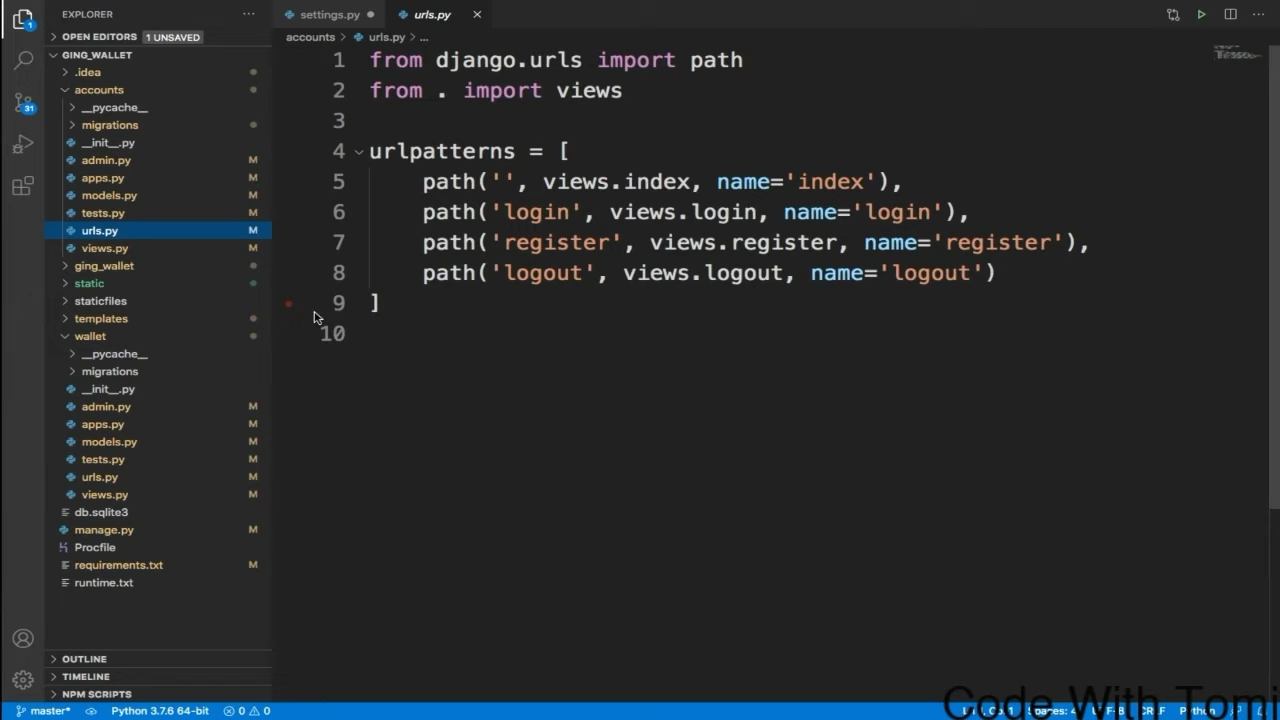 EXPLORER
settings.py
urls.py
OPEN EDITORS 1 UNSAVED
accounts > urls.py > ...
GING_WALLET
.idea
accounts
__pycache__
migrations
__init__.py
admin.py M
apps.py M
models.py M
tests.py M
urls.py M
views.py M
ging_wallet
static
staticfiles
templates
wallet
__pycache__
migrations
__init__.py
admin.py M
apps.py M
models.py M
tests.py M
urls.py M
views.py M
db.sqlite3
manage.py M
Procfile
requirements.txt M
runtime.txt
OUTLINE
TIMELINE
NPM SCRIPTS
1
31
1 from django.urls import path
2 from . import views
3
4 urlpatterns = [
5 path('', views.index, name='index'),
6 path('login', views.login, name='login'),
7 path('register', views.register, name='register'),
8 path('logout', views.logout, name='logout')
9 ]
10
Code With Tomi
master* Python 3.7.6 64-bit 0 0 CRLF Python